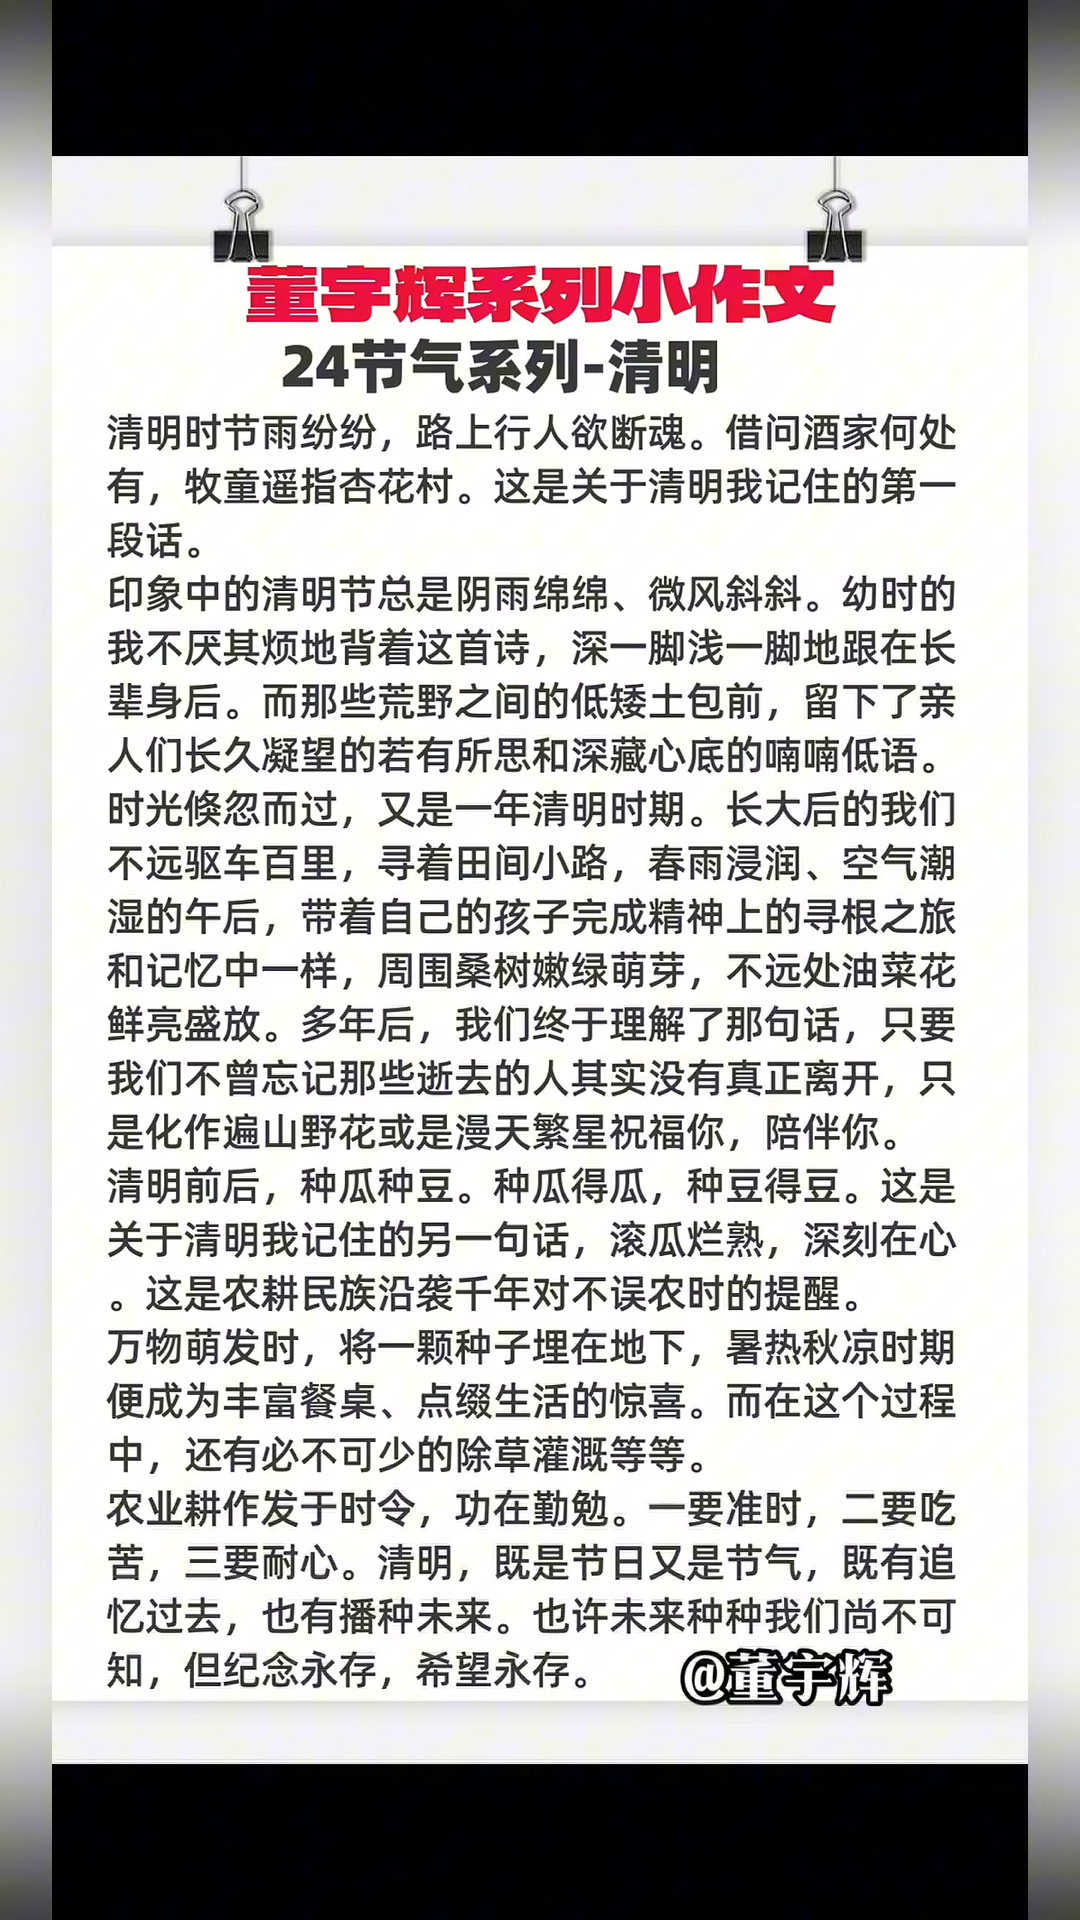 董宇辉系列小作文
24节气系列-清明
清明时节雨纷纷，路上行人欲断魂。借问酒家何处
有，牧童遥指杏花村。这是关于清明我记住的第一
段话。
印象中的清明节总是阴雨绵绵、微风斜斜。幼时的
我不厌其烦地背着这首诗，深一脚浅一脚地跟在长
辈身后。而那些荒野之间的低矮土包前，留下了亲
人们长久凝望的若有所思和深藏心底的喃喃低语。
时光倏忽而过，又是一年清明时期。长大后的我们
不远驱车百里，寻着田间小路，春雨浸润、空气潮
湿的午后，带着自己的孩子完成精神上的寻根之旅
和记忆中一样，周围桑树嫩绿萌芽，不远处油菜花
鲜亮盛放。多年后，我们终于理解了那句话，只要
我们不曾忘记那些逝去的人其实没有真正离开，只
是化作遍山野花或是漫天繁星祝福你，陪伴你。
清明前后，种瓜种豆。种瓜得瓜，种豆得豆。这是
关于清明我记住的另一句话，滚瓜烂熟，深刻在心
。这是农耕民族沿袭千年对不误农时的提醒。
万物萌发时，将一颗种子埋在地下，暑热秋凉时期
便成为丰富餐桌、点缀生活的惊喜。而在这个过程
中，还有必不可少的除草灌溉等等。
农业耕作发于时令，功在勤勉。一要准时，二要吃
苦，三要耐心。清明，既是节日又是节气，既有追
忆过去，也有播种未来。也许未来种种我们尚不可
知，但纪念永存，希望永存。
@董宇辉